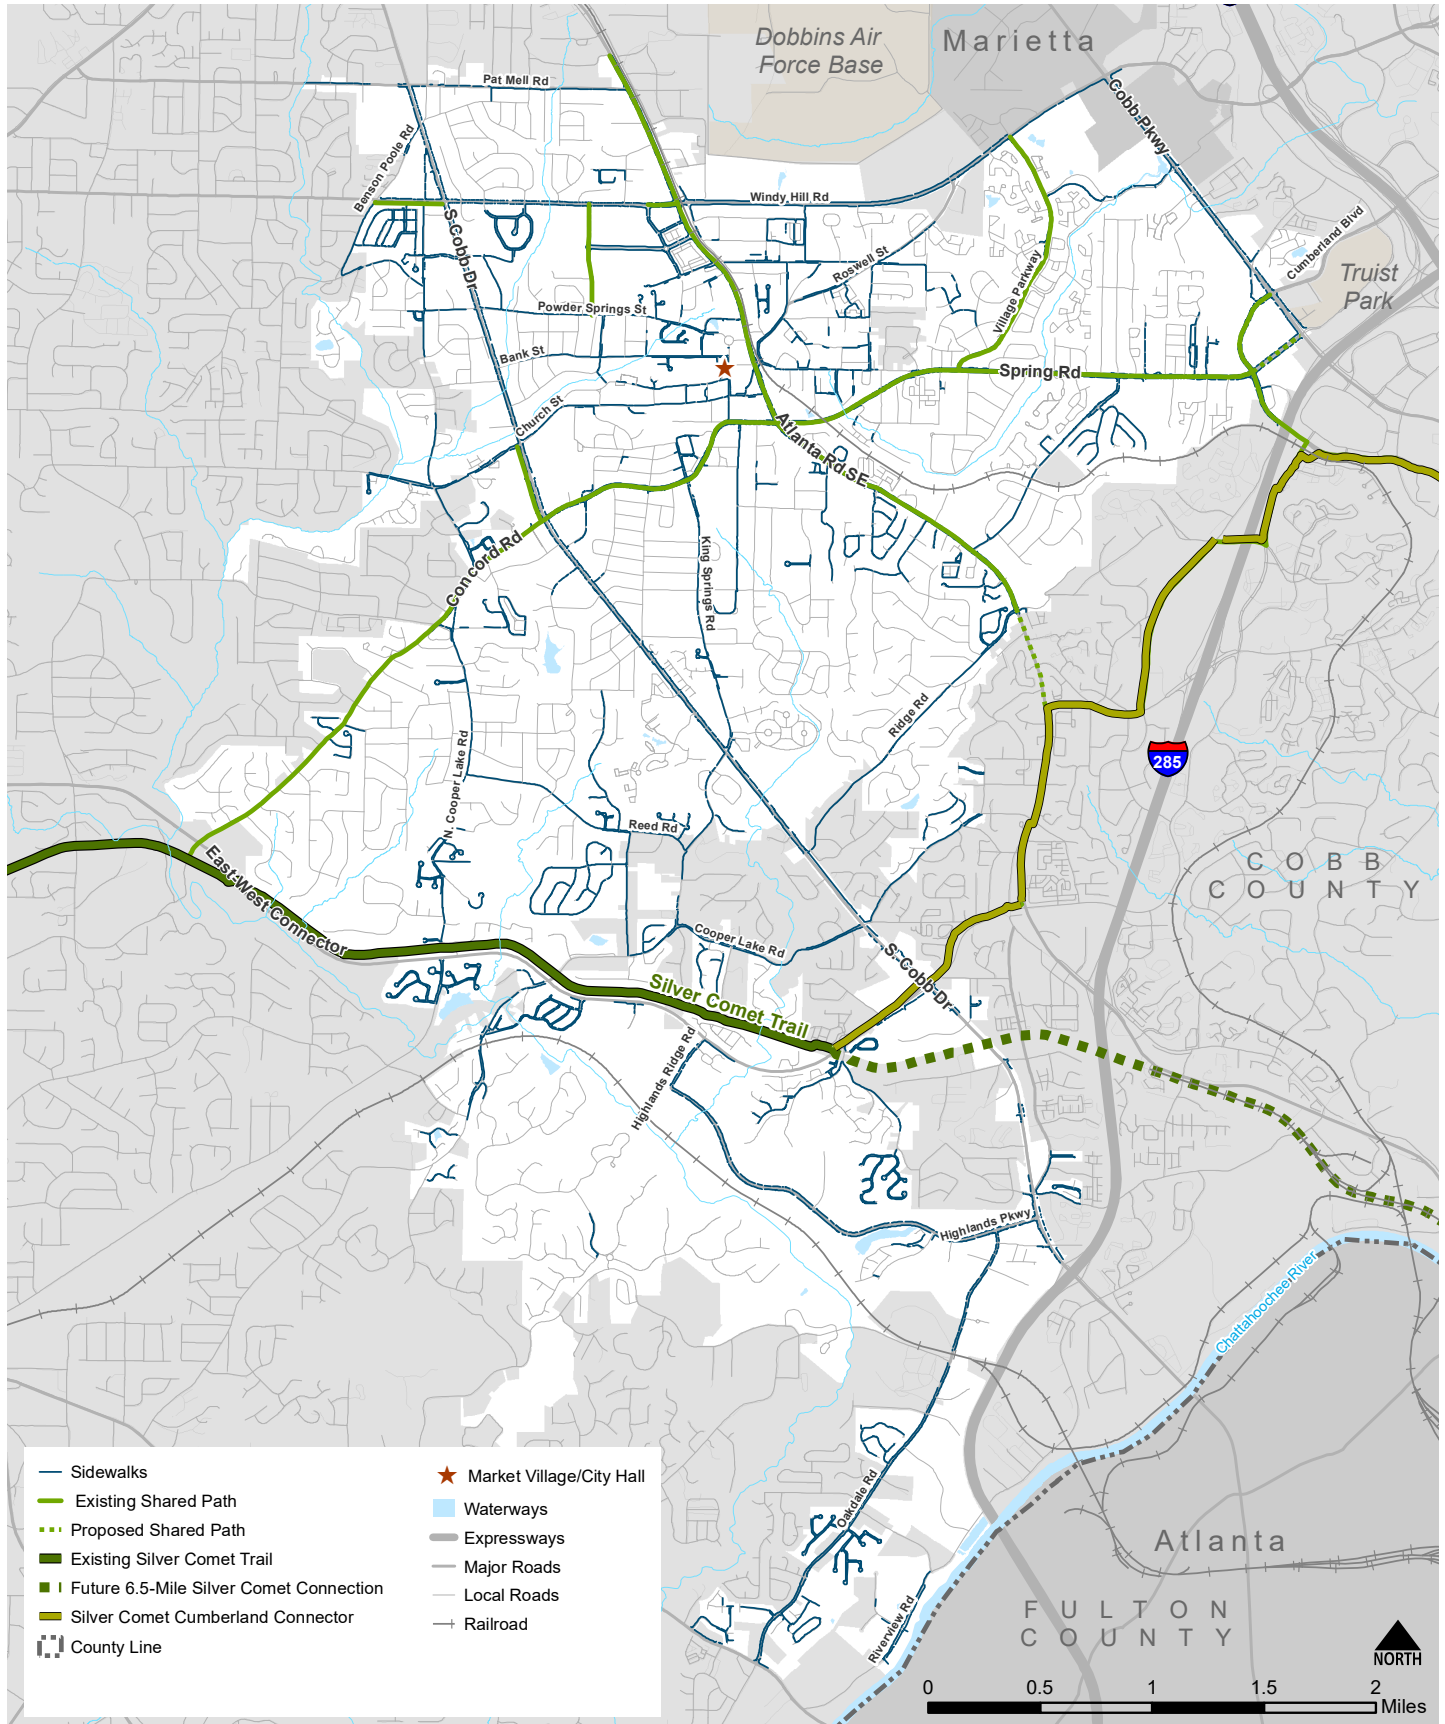 Dobbins Air
Force Base
Marietta
Pat Mell Rd
Cobb Pkwy
Benson Poole Rd
Windy Hill Rd
S Cobb Dr
Cumberland Blvd
Roswell St
Truist
Park
Village Parkway
Powder Springs St
Bank St
Spring Rd
Church St
Atlanta Rd SE
Concord Rd
King Springs Rd
Ridge Rd
285
N. Cooper Lake Rd
Reed Rd
East-West Connector
COBB
COUNTY
Cooper Lake Rd
S. Cobb Dr
Silver Comet Trail
Highlands Ridge Rd
Highlands Pkwy
Chattahoochee River
Oakdale Rd
Atlanta
Riverview Rd
FULTON
COUNTY
Sidewalks
Existing Shared Path
Proposed Shared Path
Existing Silver Comet Trail
Future 6.5-Mile Silver Comet Connection
Silver Comet Cumberland Connector
County Line
Market Village/City Hall
Waterways
Expressways
Major Roads
Local Roads
Railroad
NORTH
0 0.5 1 1.5 2
Miles